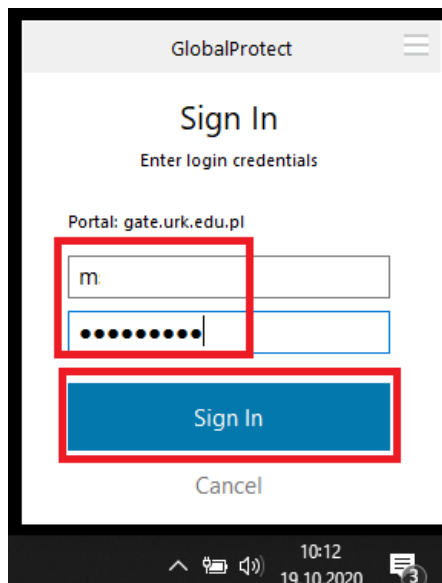 GlobalProtect
Sign In
Enter login credentials
Portal: gate.urk.edu.pl
m
●●●●●●●●●
Sign In
Cancel
10:12
19.10.2020
3